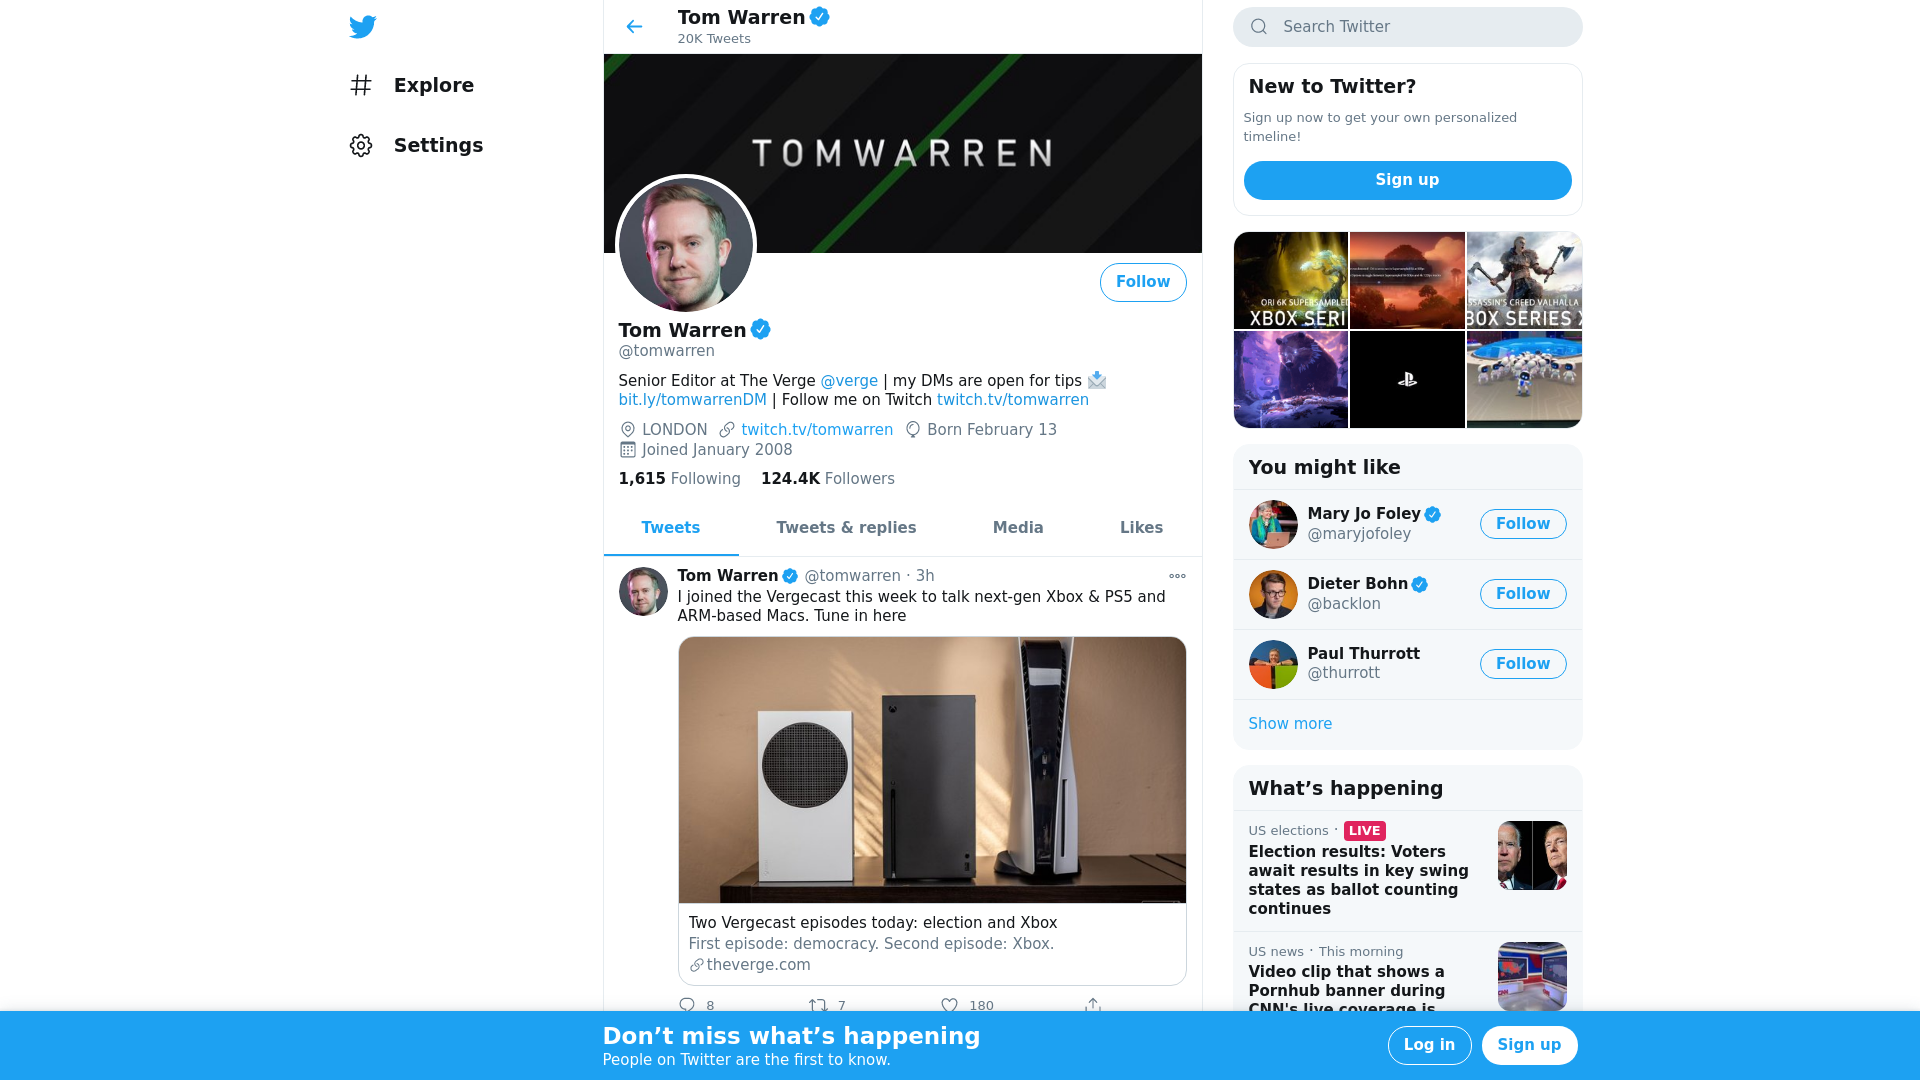 Explore
Settings
Tom Warren
20K Tweets
TOMWARREN
Follow
Tom Warren
@tomwarren
Senior Editor at The Verge @verge | my DMs are open for tips
bit.ly/tomwarrenDM | Follow me on Twitch twitch.tv/tomwarren
LONDON twitch.tv/tomwarren Born February 13
Joined January 2008
1,615 Following 124.4K Followers
Tweets Tweets & replies Media Likes
Tom Warren @tomwarren · 3h
I joined the Vergecast this week to talk next-gen Xbox & PS5 and
ARM-based Macs. Tune in here
Two Vergecast episodes today: election and Xbox
First episode: democracy. Second episode: Xbox.
theverge.com
8 7 180
Search Twitter
New to Twitter?
Sign up now to get your own personalized
timeline!
Sign up
ORI 6K SUPERSAMPLED
XBOX SERI
SSASSIN'S CREED VALHALLA
BOX SERIES X
You might like
Mary Jo Foley
@maryjofoley
Follow
Dieter Bohn
@backlon
Follow
Paul Thurrott
@thurrott
Follow
Show more
What’s happening
US elections · LIVE
Election results: Voters
await results in key swing
states as ballot counting
continues
US news · This morning
Video clip that shows a
Pornhub banner during
CNN's live coverage is
Don’t miss what’s happening
People on Twitter are the first to know.
Log in
Sign up